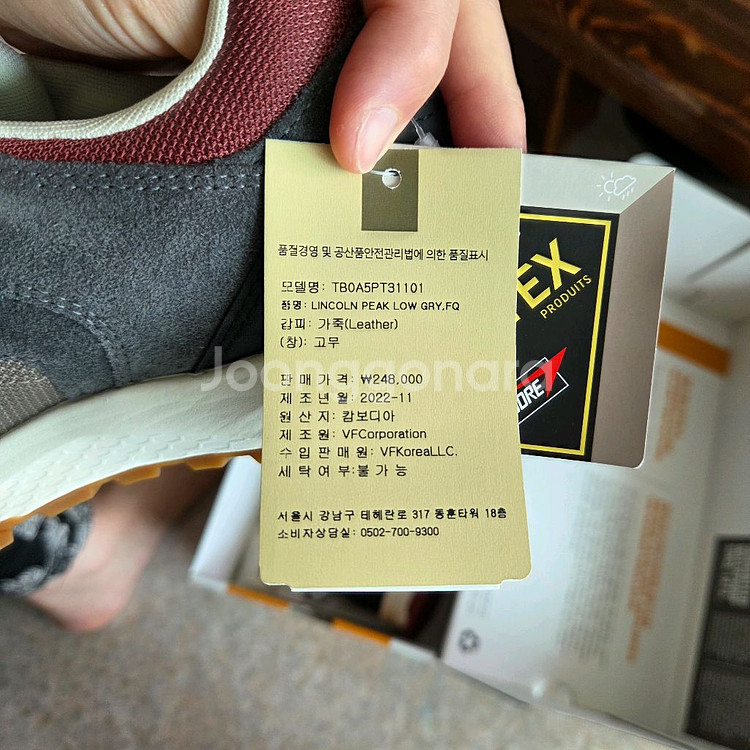 품질경영 및 공산품안전관리법에 의한 품질표시
모델명: TB0A5PT31101
품명: LINCOLN PEAK LOW GRY,FQ
갑피: 가죽(Leather)
(창): 고무
판 매 가 격: ₩248,000
제 조 년 월: 2022-11
원 산 지: 캄보디아
제 조 원: VFCorporation
수 입 판 매 원: VFKoreaLLC.
세 탁 여 부:불 가 능
서울시 강남구 테헤란로 317 동훈타워 18층
소비자상담실: 0502-700-9300
TEX
PRODUCTS
ORE
Joonggonara